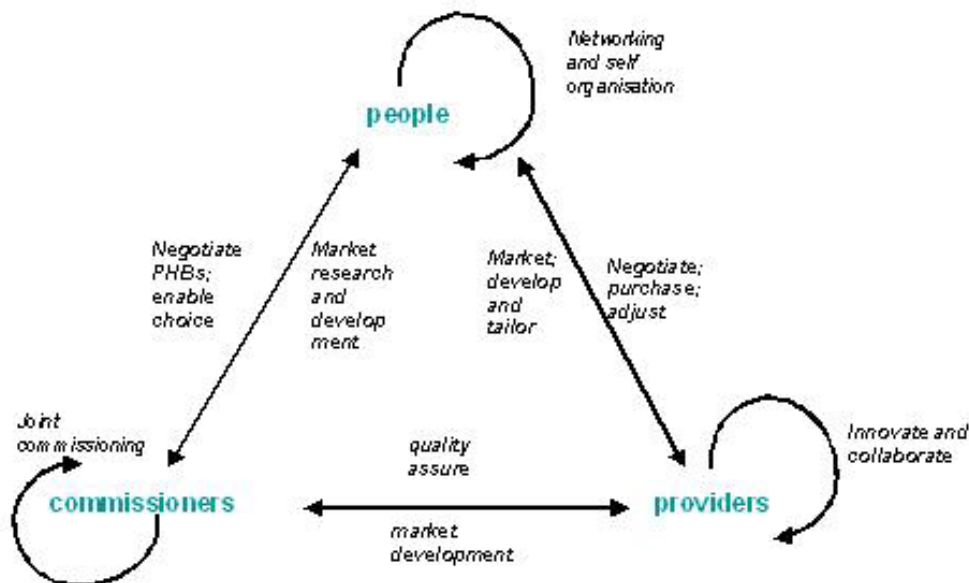 Networking
and self
organisation
people
Negotiate
PHBs;
enable
choice
Market
research
and
develop
ment
Market;
develop
and
tailor
Negotiate;
purchase;
adjust
Joint
commissioning
commissioners
quality
assure
market
development
providers
Innovate and
collaborate